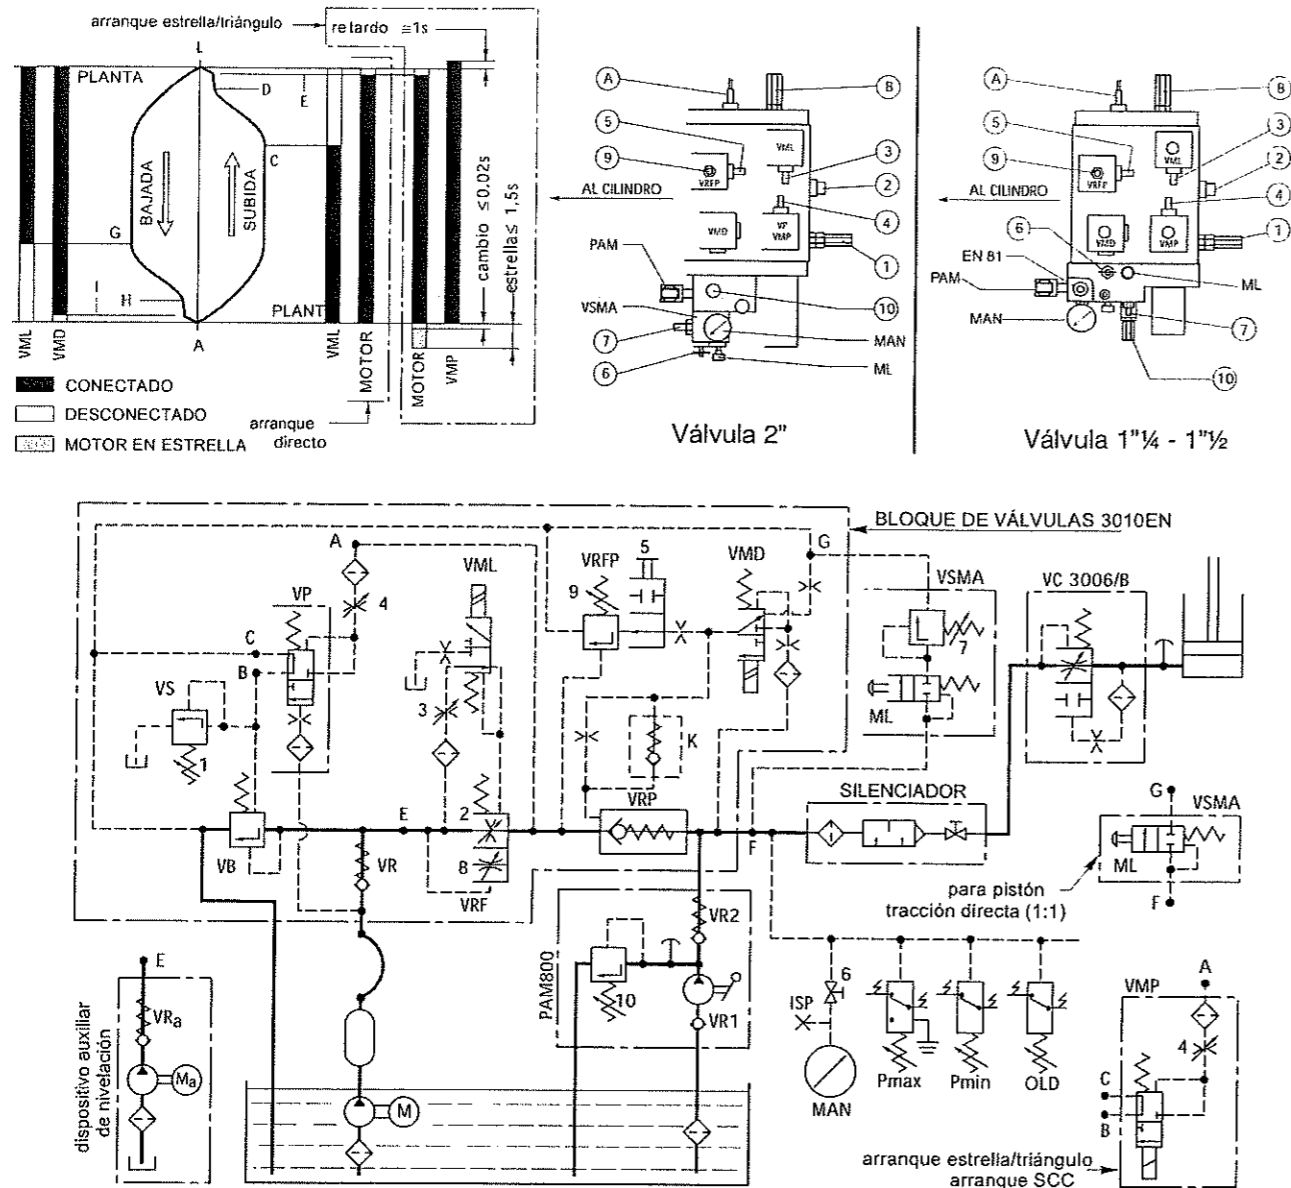 arranque estrella/triángulo
retardo ≅1s
L
PLANTA
D
E
C
BAJADA
SUBIDA
G
I
H
PLANT
A
VML
VMD
VML
MOTOR
MOTOR
VMP
cambio ≤0.02s
estrella≤ 1,5s
CONECTADO
DESCONECTADO
MOTOR EN ESTRELLA
arranque
directo
A
B
5
VML
3
9
VRFP
2
AL CILINDRO
4
VMD
VP
VMP
PAM
1
VSMA
10
7
MAN
6
ML
Válvula 2"
A
B
5
VML
3
9
VRFP
2
AL CILINDRO
4
6
VMD
VMP
1
EN 81
PAM
ML
MAN
7
10
Válvula 1"¼ - 1"½
BLOQUE DE VÁLVULAS 3010EN
A
VP
4
C
B
VS
1
VML
3
VRFP
5
9
VMD
G
VSMA
7
ML
VC 3006/B
K
2
VRP
E
F
VB
VR
8
VRF
SILENCIADOR
G
VSMA
ML
F
para pistón
tracción directa (1:1)
VR2
PAM800
10
VR1
6
ISP
MAN
Pmax
Pmin
OLD
A
VMP
4
C
B
arranque estrella/triángulo
arranque SCC
E
VRa
Ma
dispositivo auxiliar
de nivelación
M